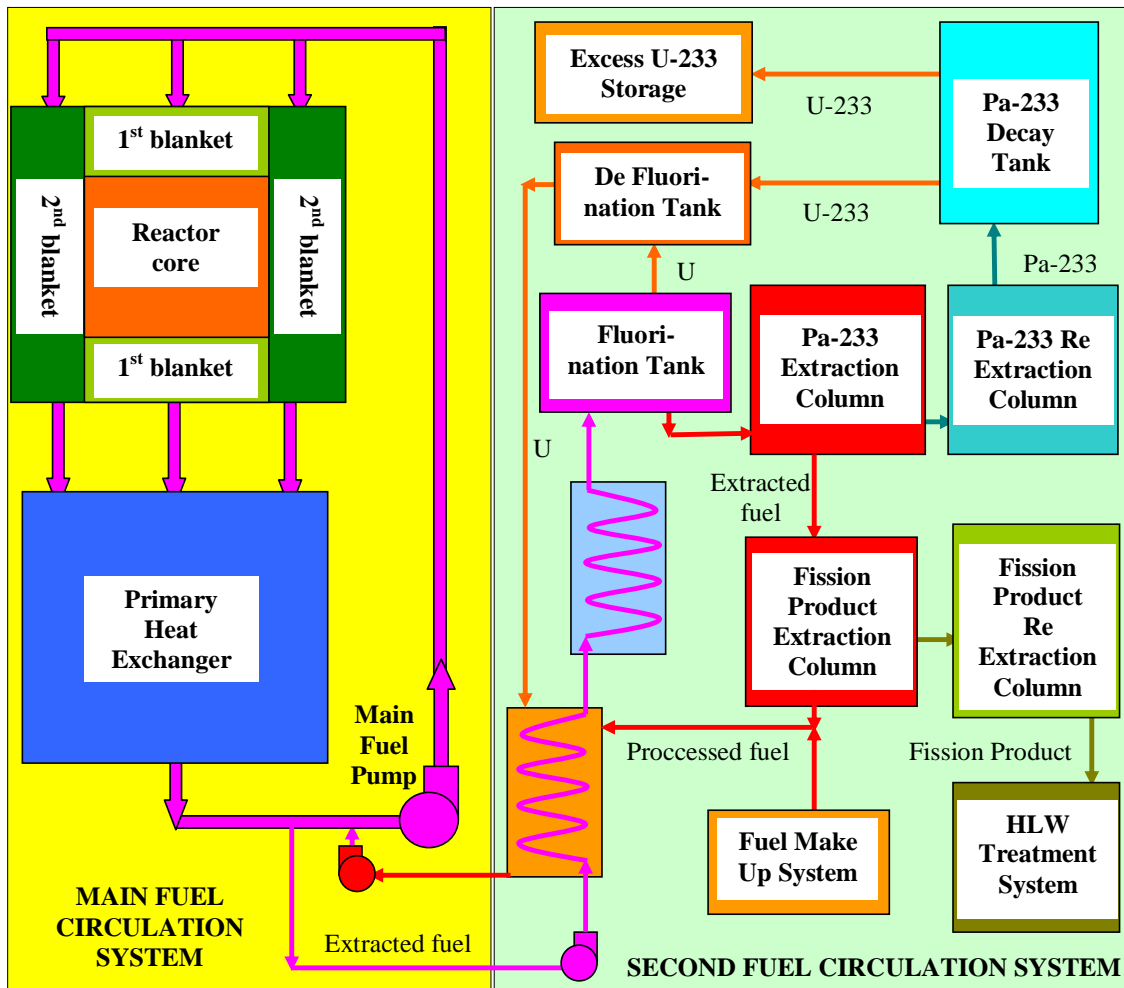 1st blanket
2nd blanket
Reactor
core
2nd blanket
1st blanket
Primary
Heat
Exchanger
Main
Fuel
Pump
MAIN FUEL
CIRCULATION
SYSTEM
Extracted fuel
Excess U-233
Storage
U-233
Pa-233
Decay
Tank
De Fluori-
nation Tank
U-233
U
Pa-233
Fluori-
nation Tank
Pa-233
Extraction
Column
Pa-233 Re
Extraction
Column
U
Extracted
fuel
Fission
Product
Extraction
Column
Fission
Product
Re
Extraction
Column
Proccessed fuel
Fission Product
Fuel Make
Up System
HLW
Treatment
System
SECOND FUEL CIRCULATION SYSTEM